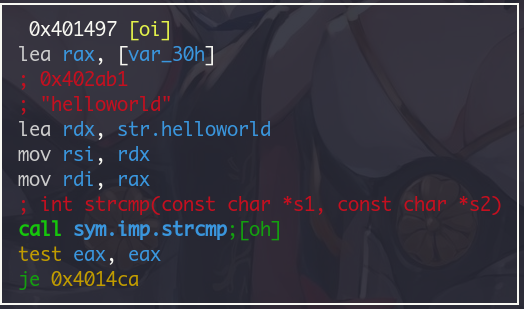 0x401497 [oi]
lea rax, [var_30h]
; 0x402ab1
; "helloworld"
lea rdx, str.helloworld
mov rsi, rdx
mov rdi, rax
; int strcmp(const char *s1, const char *s2)
call sym.imp.strcmp;[oh]
test eax, eax
je 0x4014ca